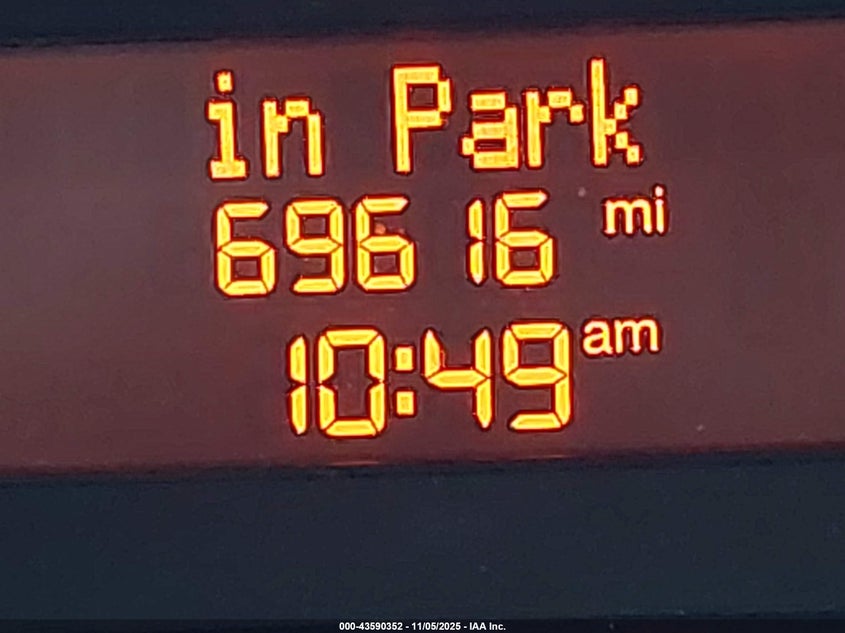 in Park
69616 mi
10:49 am
000-43590352 - 11/05/2025 - IAA Inc.